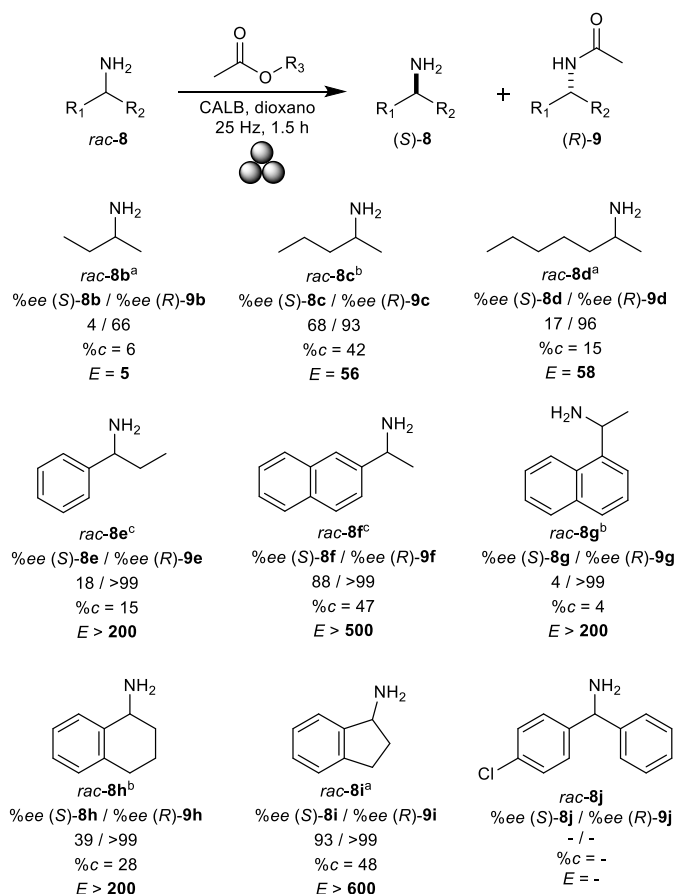 NH2
R1 R2
rac-8
O
O R3
CALB, dioxano
25 Hz, 1.5 h
NH2
R1 R2
(S)-8
+
O
HN
R1 R2
(R)-9
NH2
rac-8bᵃ
%ee (S)-8b / %ee (R)-9b
4 / 66
%c = 6
E = 5
NH2
rac-8cᵇ
%ee (S)-8c / %ee (R)-9c
68 / 93
%c = 42
E = 56
NH2
rac-8dᵃ
%ee (S)-8d / %ee (R)-9d
17 / 96
%c = 15
E = 58
NH2
rac-8eᶜ
%ee (S)-8e / %ee (R)-9e
18 / >99
%c = 15
E > 200
NH2
rac-8fᶜ
%ee (S)-8f / %ee (R)-9f
88 / >99
%c = 47
E > 500
H2N
rac-8gᵇ
%ee (S)-8g / %ee (R)-9g
4 / >99
%c = 4
E > 200
NH2
rac-8hᵇ
%ee (S)-8h / %ee (R)-9h
39 / >99
%c = 28
E > 200
NH2
rac-8iᵃ
%ee (S)-8i / %ee (R)-9i
93 / >99
%c = 48
E > 600
NH2
Cl
rac-8j
%ee (S)-8j / %ee (R)-9j
- / -
%c = -
E = -